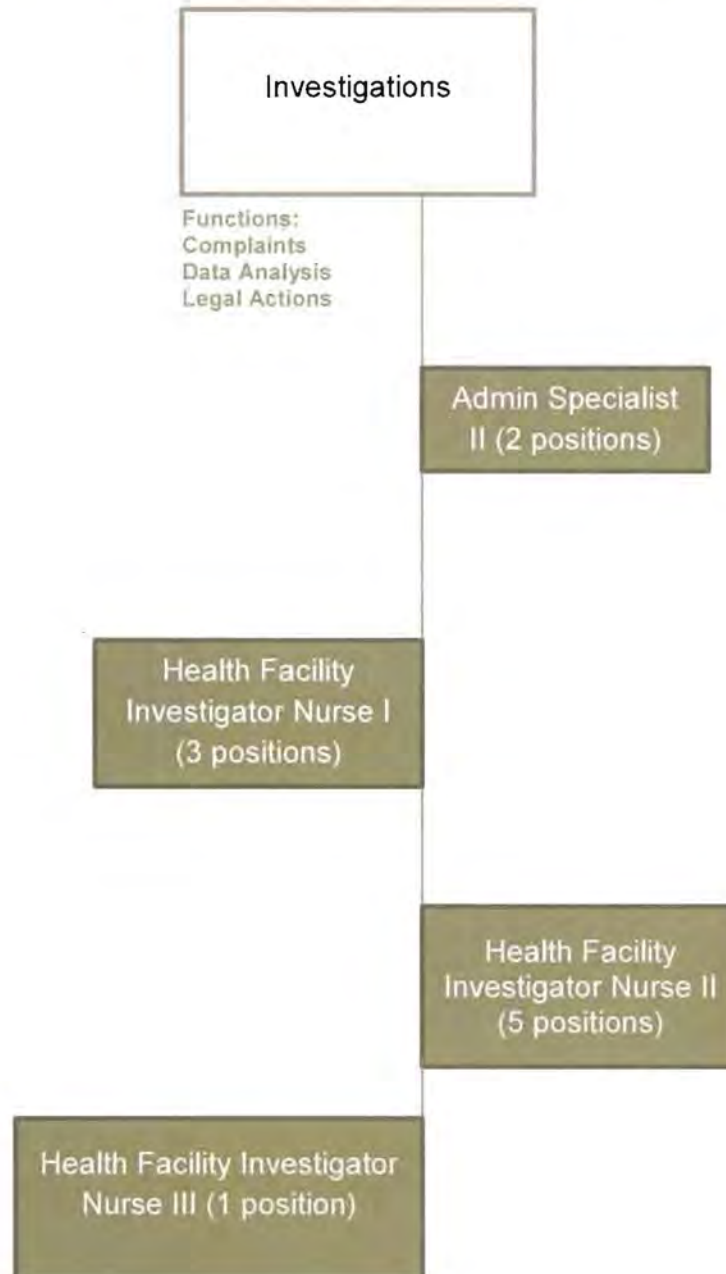 Investigations
Functions:
Complaints
Data Analysis
Legal Actions
Admin Specialist
II (2 positions)
Health Facility
Investigator Nurse I
(3 positions)
Health Facility
Investigator Nurse II
(5 positions)
Health Facility Investigator
Nurse III (1 position)